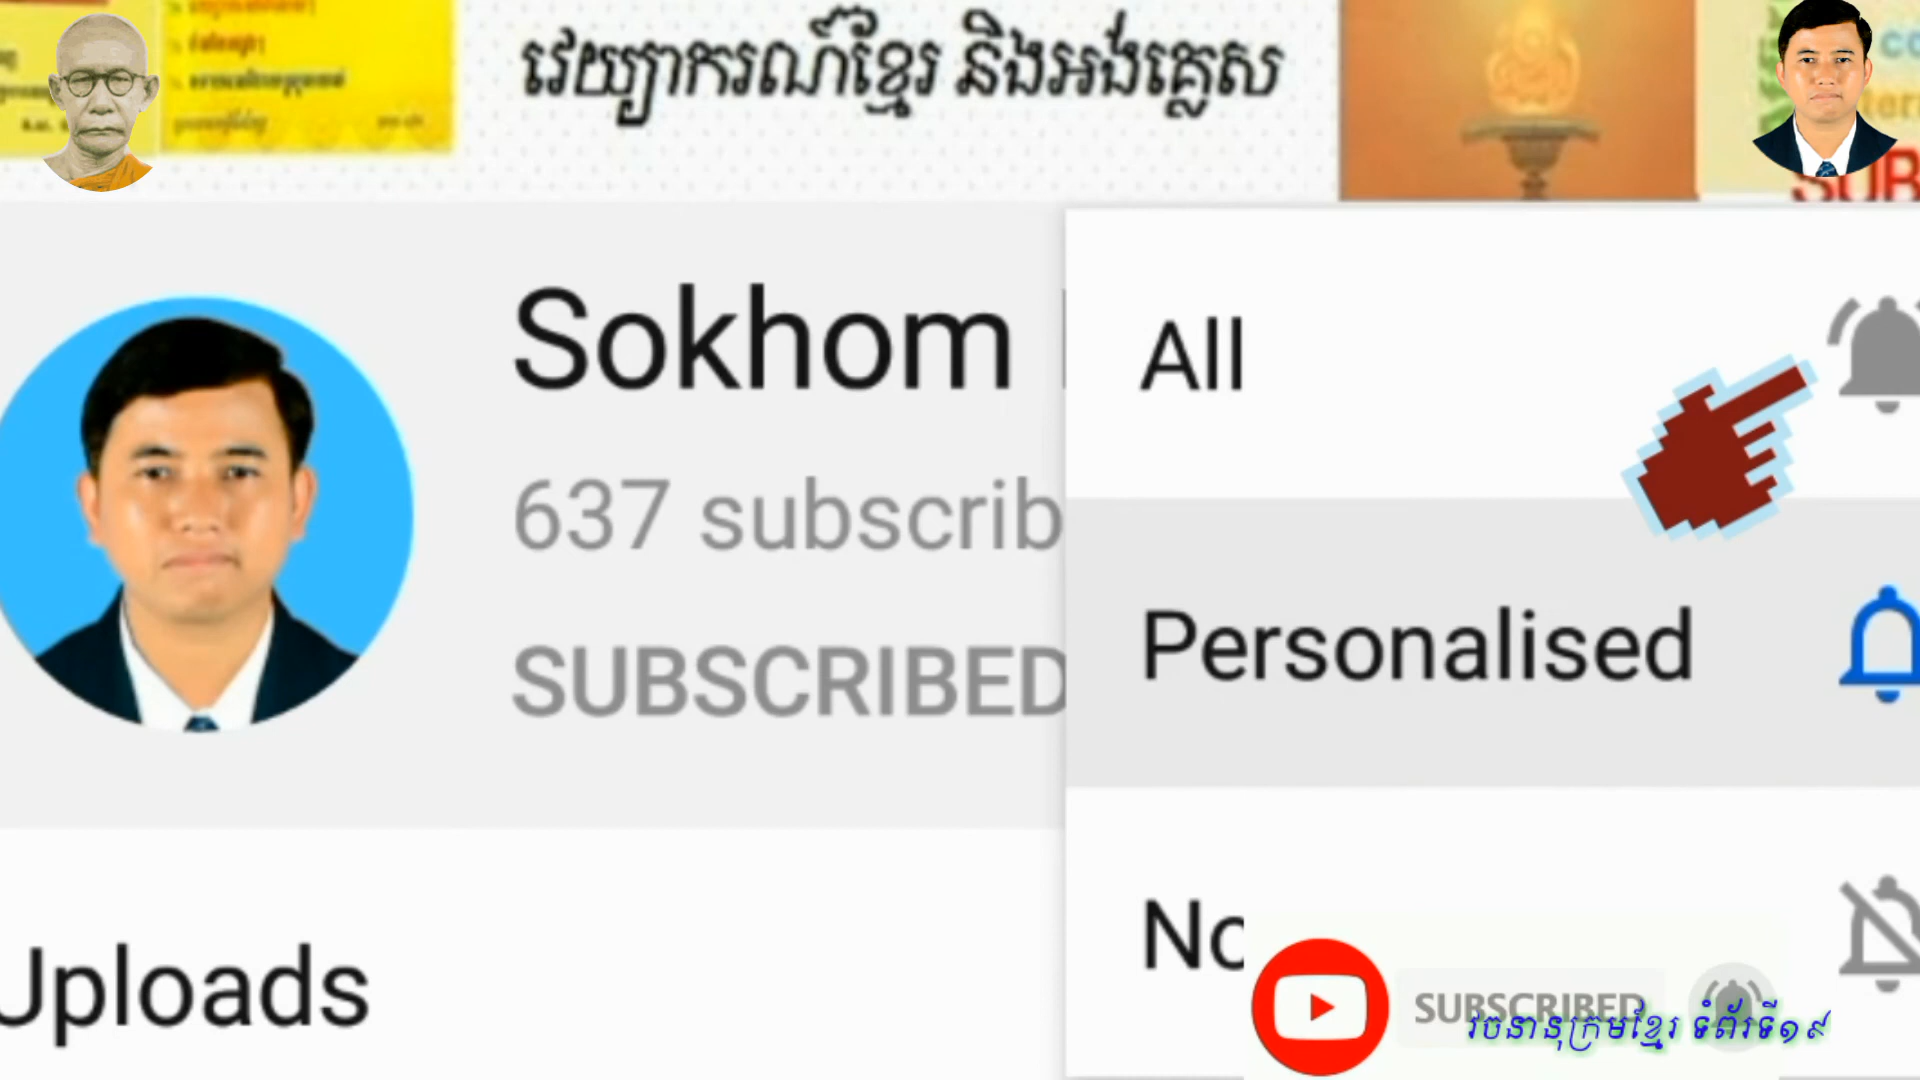 វេយ្យាករណ៍ខ្មែរ និងអង់គ្លេស
Sokhom
637 subscrib
SUBSCRIBED
All
Personalised
No
Uploads
SUBSCRIBED
វចនានុក្រមខ្មែរ ទំព័រទី១៩
SUB